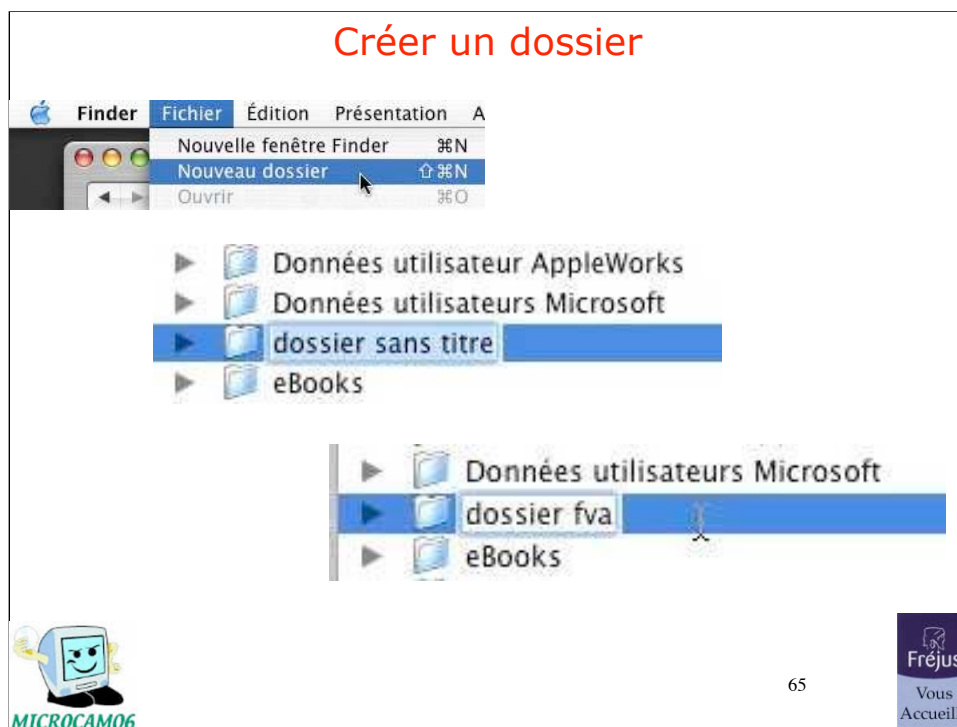 Créer un dossier
Finder Fichier Édition Présentation A
Nouvelle fenêtre Finder ⌘N
Nouveau dossier ⇧⌘N
Ouvrir ⌘O
Données utilisateur AppleWorks
Données utilisateurs Microsoft
dossier sans titre
eBooks
Données utilisateurs Microsoft
dossier fva
eBooks
MICROCAM06
65
Fréjus
Vous
Accueil